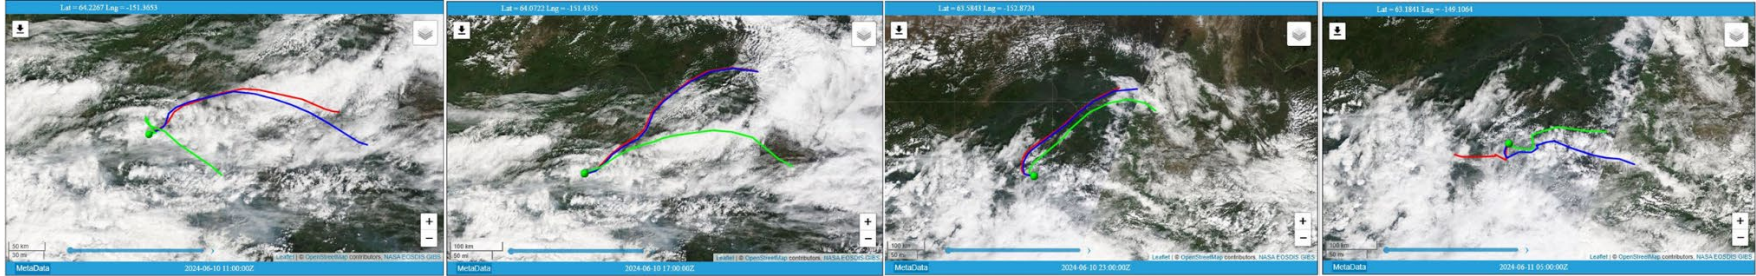 Lat = 64.2267 Lng = -151.3653
+
−
50 km
30 mi
Leaflet | © OpenStreetMap contributors, NASA EOSDIS GIBS
MetaData
2024-06-10 11:00:00Z
Lat = 64.0722 Lng = -151.4355
+
−
100 km
50 mi
Leaflet | © OpenStreetMap contributors, NASA EOSDIS GIBS
MetaData
2024-06-10 17:00:00Z
Lat = 63.5843 Lng = -152.8724
+
−
100 km
50 mi
Leaflet | © OpenStreetMap contributors, NASA EOSDIS GIBS
MetaData
2024-06-10 23:00:00Z
Lat = 63.1841 Lng = -149.1064
+
−
100 km
50 mi
Leaflet | © OpenStreetMap contributors, NASA EOSDIS GIBS
MetaData
2024-06-11 05:00:00Z